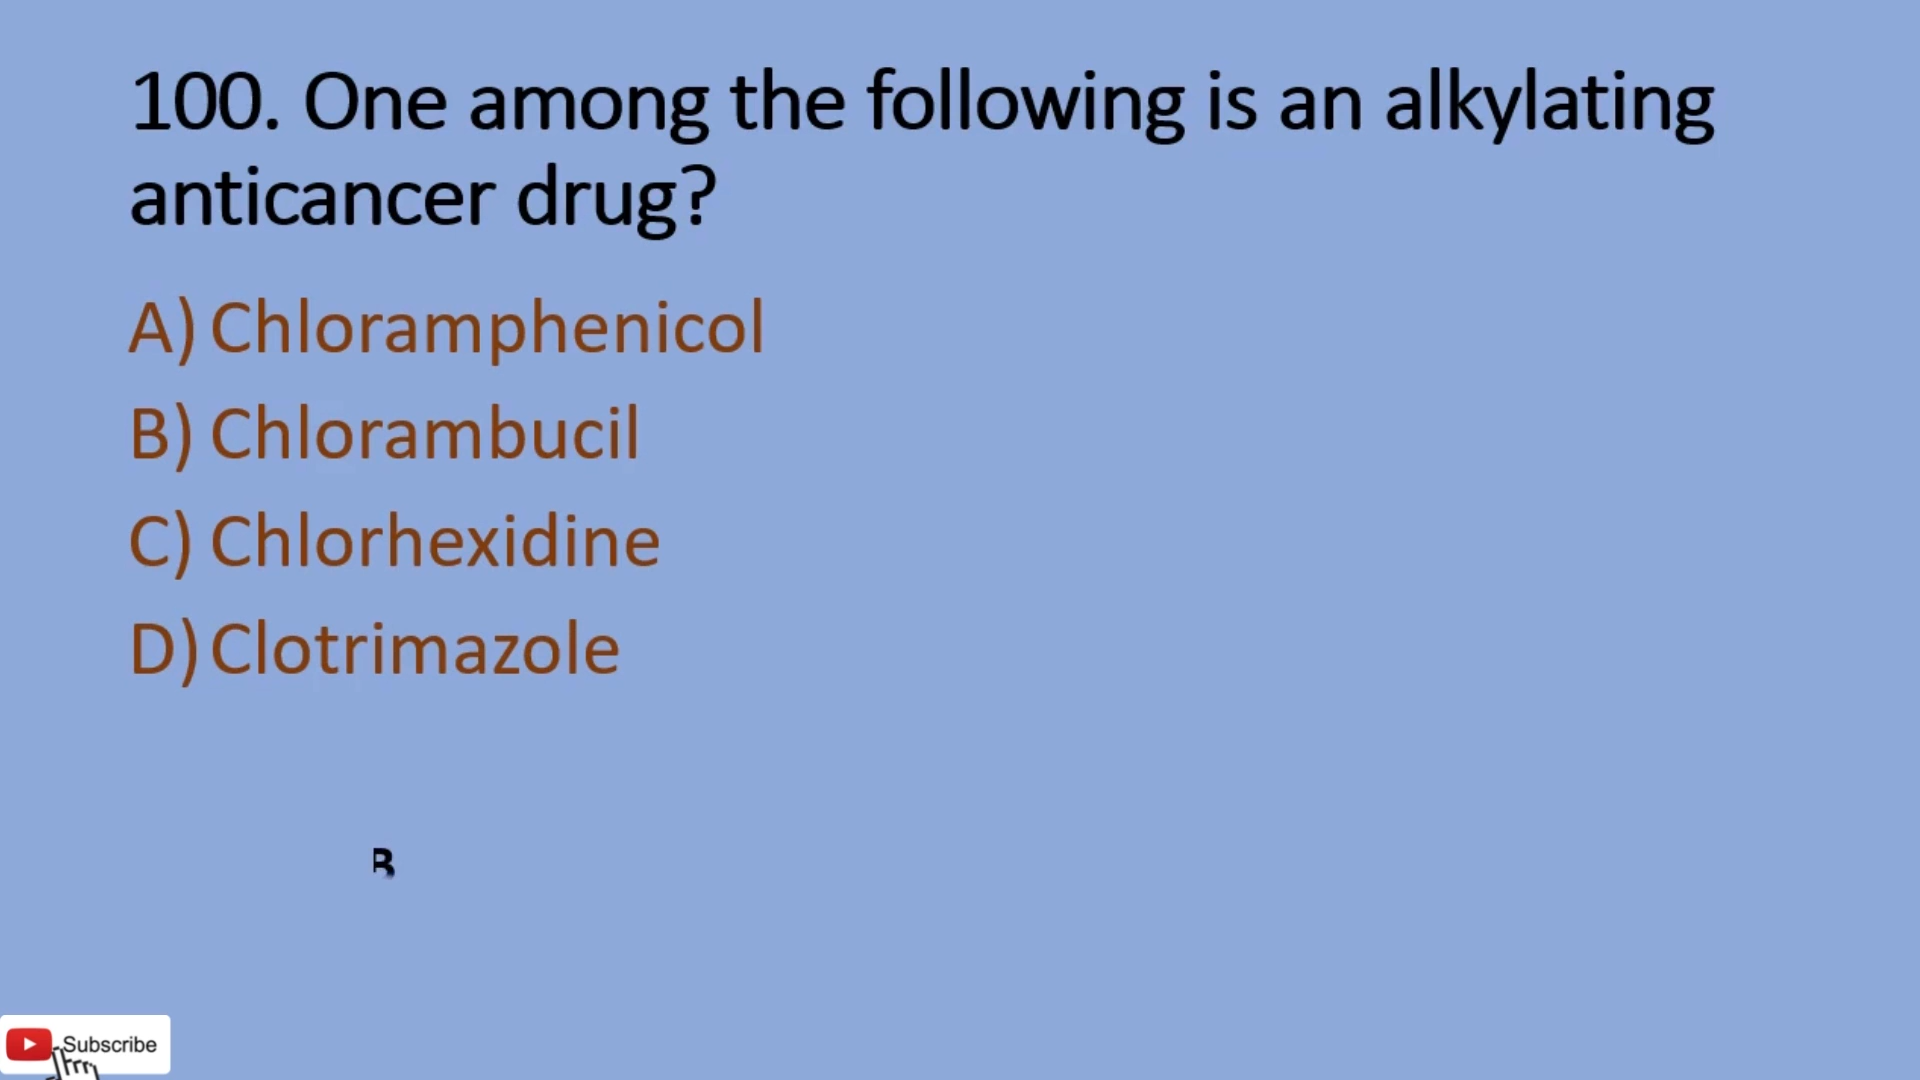 100. One among the following is an alkylating
anticancer drug?
A) Chloramphenicol
B) Chlorambucil
C) Chlorhexidine
D) Clotrimazole
B
Subscribe